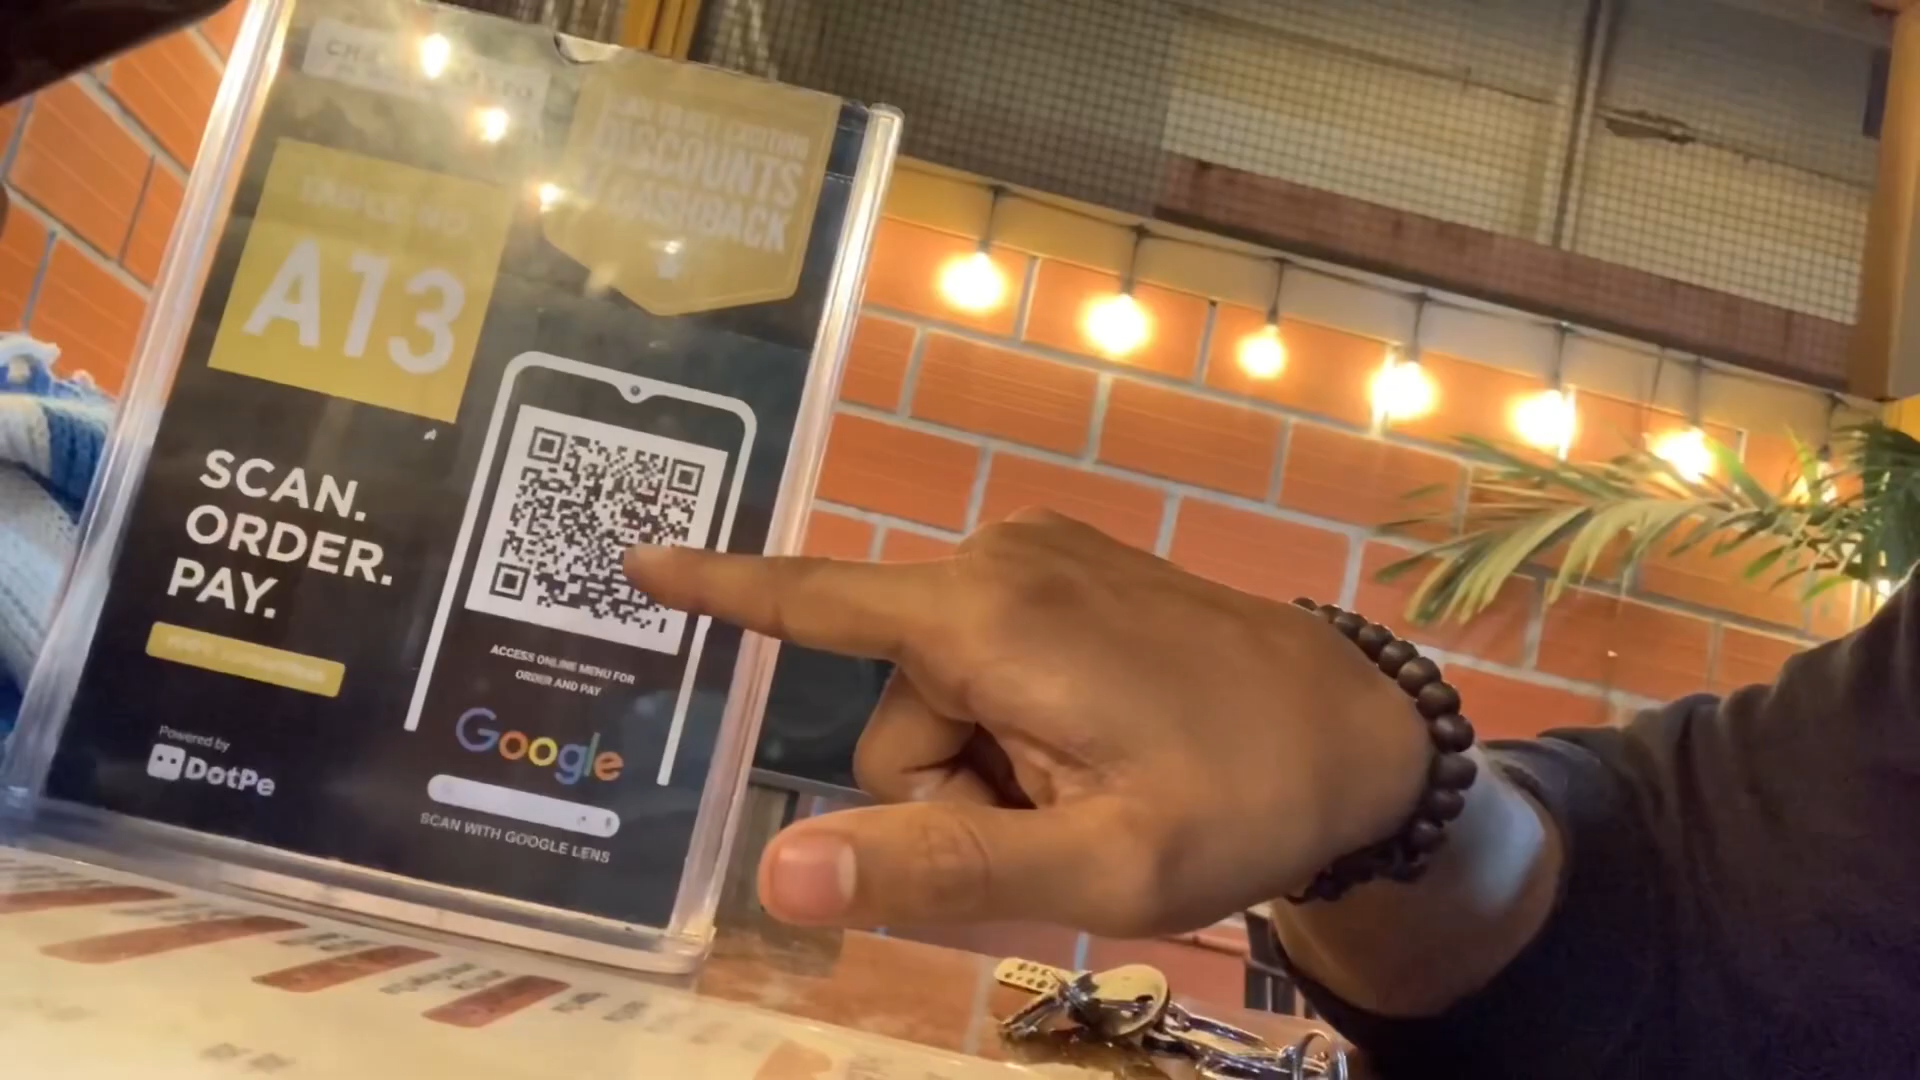 TABLE NO
A13
DISCOUNTS
CASHBACK
SCAN.
ORDER.
PAY.
ACCESS ONLINE MENU FOR
ORDER AND PAY
Google
SCAN WITH GOOGLE LENS
Powered by
DotPe